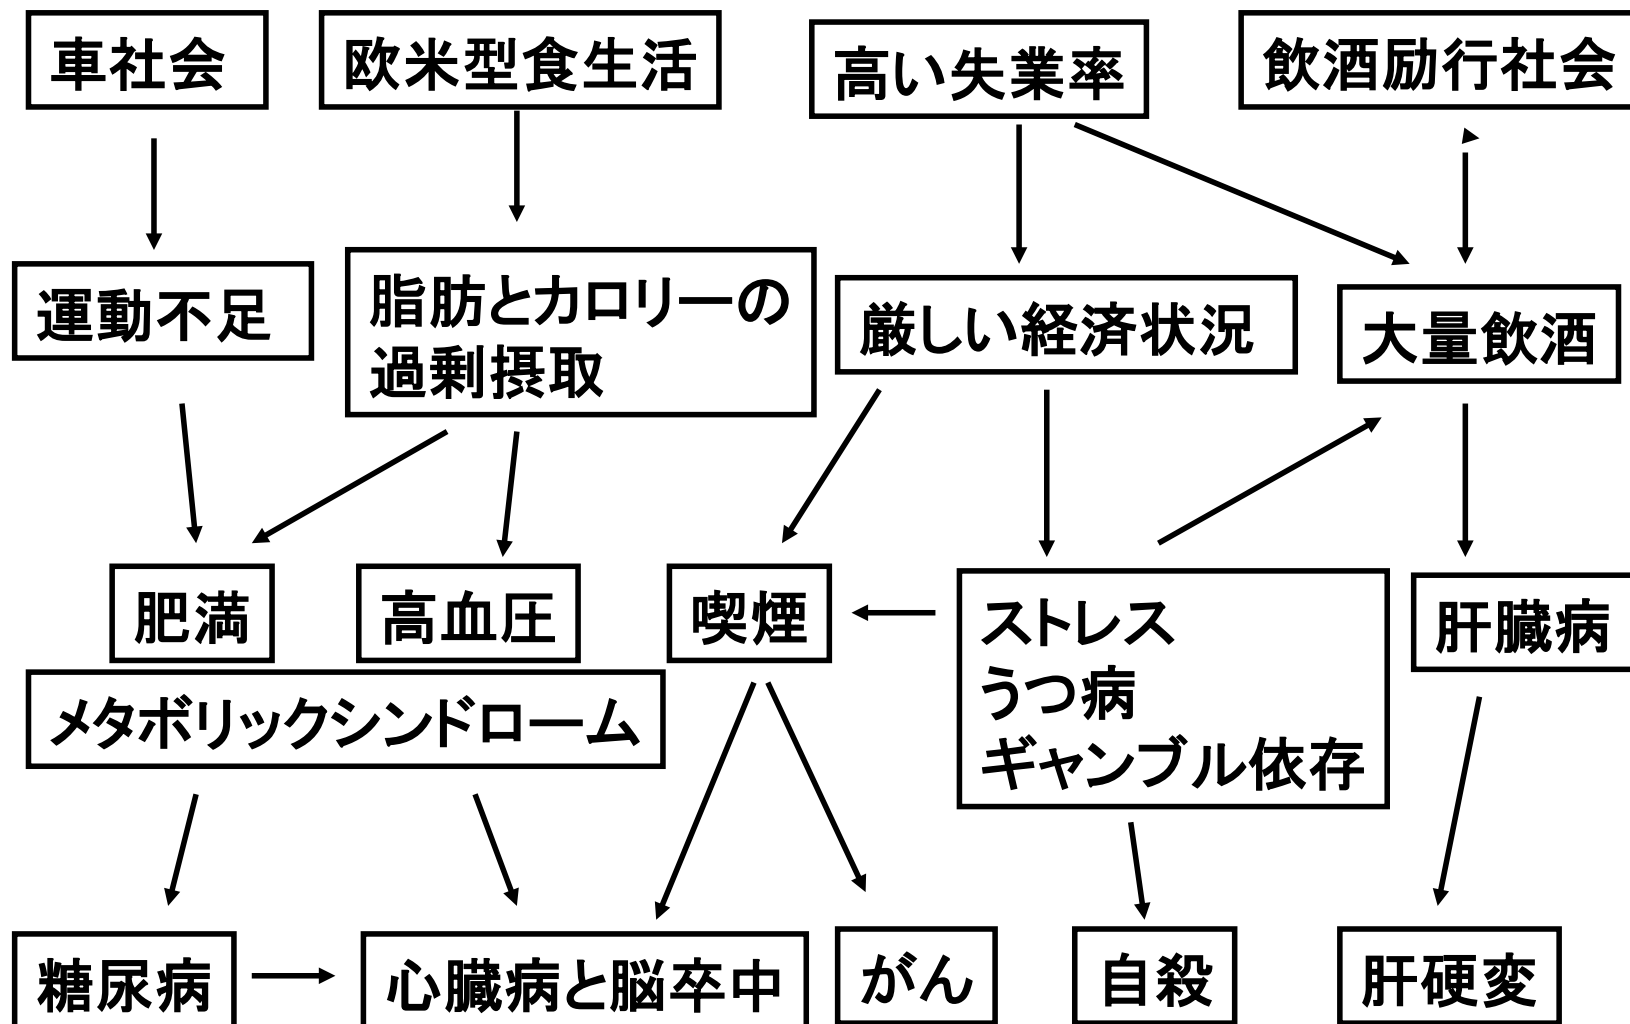 車社会
欧米型食生活
高い失業率
飲酒励行社会
運動不足
脂肪とカロリーの
過剰摂取
厳しい経済状況
大量飲酒
肥満
高血圧
喫煙
ストレス
うつ病
ギャンブル依存
肝臓病
メタボリックシンドローム
糖尿病
心臓病と脳卒中
がん
自殺
肝硬変